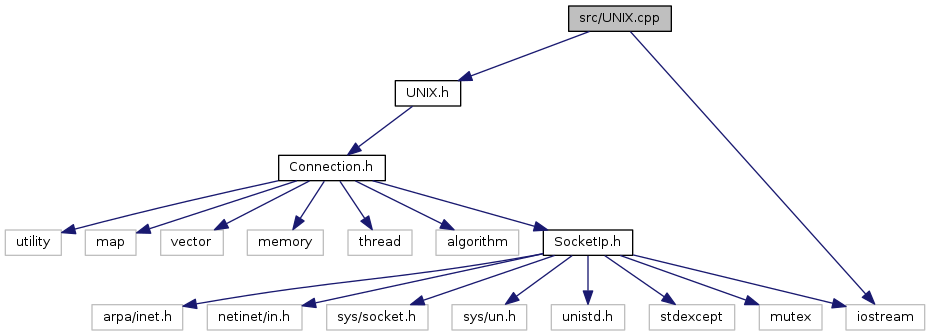 src/UNIX.cpp
UNIX.h
Connection.h
utility
map
vector
memory
thread
algorithm
SocketIp.h
arpa/inet.h
netinet/in.h
sys/socket.h
sys/un.h
unistd.h
stdexcept
mutex
iostream